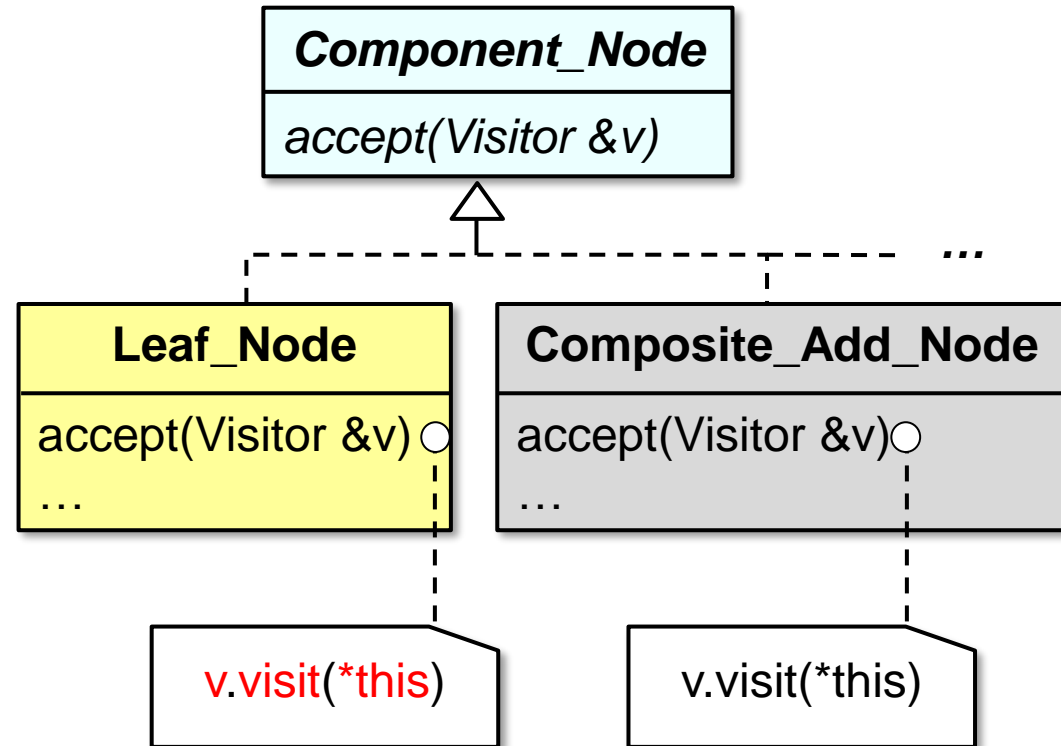 Component_Node
accept(Visitor &v)
...
Leaf_Node
Composite_Add_Node
accept(Visitor &v)
accept(Visitor &v)
…
…
v.visit(*this)
v.visit(*this)